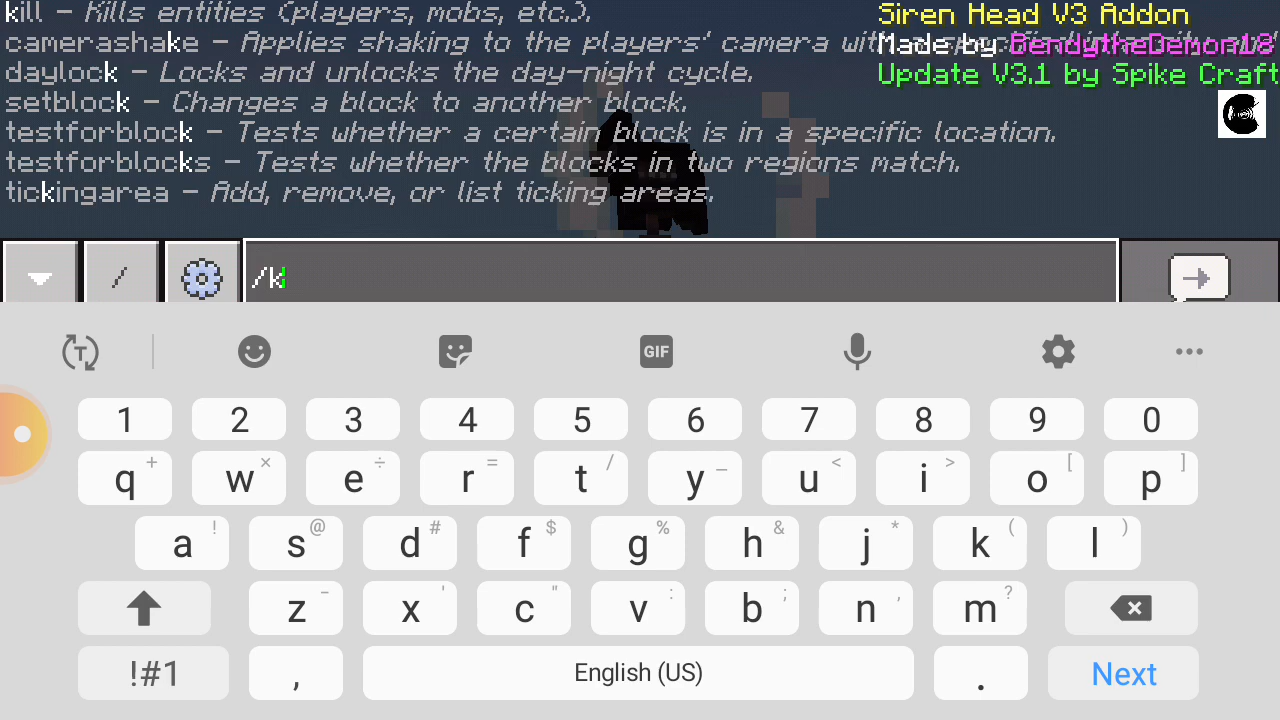 kill - Kills entities (players, mobs, etc.).
camerashake - Applies shaking to the players' camera with a specified
daylock - Locks and unlocks the day-night cycle.
setblock - Changes a block to another block.
testforblock - Tests whether a certain block is in a specific location.
testforblocks - Tests whether the blocks in two regions match.
tickingarea - Add, remove, or list ticking areas.
Siren Head V3 Addon
Made by BendytheDemon18
Update V3.1 by Spike Craft
/
/k
T
GIF
1 2 3 4 5 6 7 8 9 0
q + w × e ÷ r = t / y _ u < i > o [ p ]
a ! s @ d # f $ g % h & j * k ( l )
z - x ' c " v : b ; n , m ?
!#1 , English (US) . Next